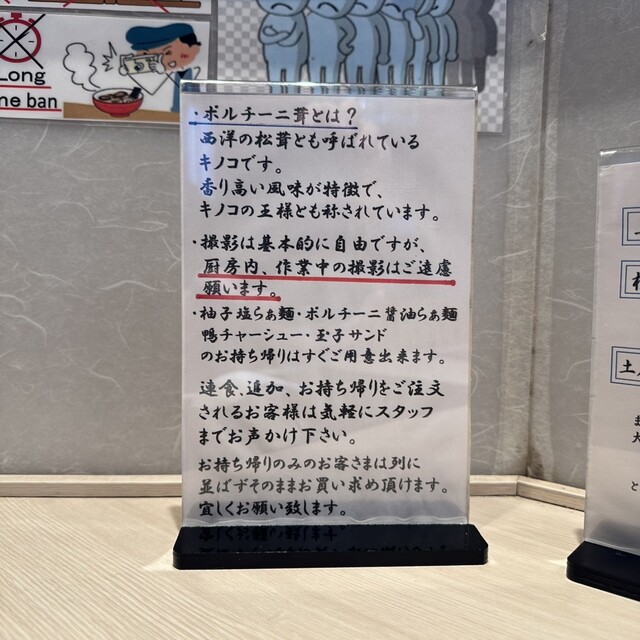 Long
me ban
・ポルチーニ茸とは?
西洋の松茸とも呼ばれている
キノコです。
香り高い風味が特徴で、
キノコの王様とも称されています。
・撮影は基本的に自由ですが、
厨房内、作業中の撮影はご遠慮
願います。
・柚子塩らぁ麺・ポルチーニ醤油らぁ麺
鴨チャーシュー・玉子サンド
のお持ち帰りはすぐご用意出来ます。
連食、追加、お持ち帰りをご注文
されるお客様は気軽にスタッフ
までお声かけ下さい。
お持ち帰りのみのお客さまは列に
並ばずそのままお買い求め頂けます。
宜しくお願い致します。
土
と